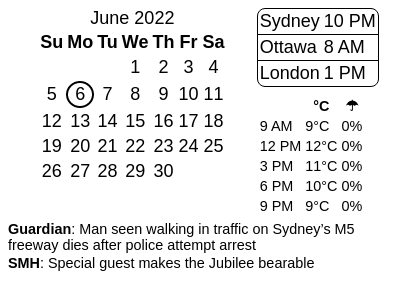 June 2022
Su Mo Tu We Th Fr Sa
1 2 3 4
5 6 7 8 9 10 11
12 13 14 15 16 17 18
19 20 21 22 23 24 25
26 27 28 29 30
Sydney 10 PM
Ottawa 8 AM
London 1 PM
°C ☂
9 AM 9°C 0%
12 PM 12°C 0%
3 PM 11°C 0%
6 PM 10°C 0%
9 PM 9°C 0%
Guardian: Man seen walking in traffic on Sydney’s M5
freeway dies after police attempt arrest
SMH: Special guest makes the Jubilee bearable